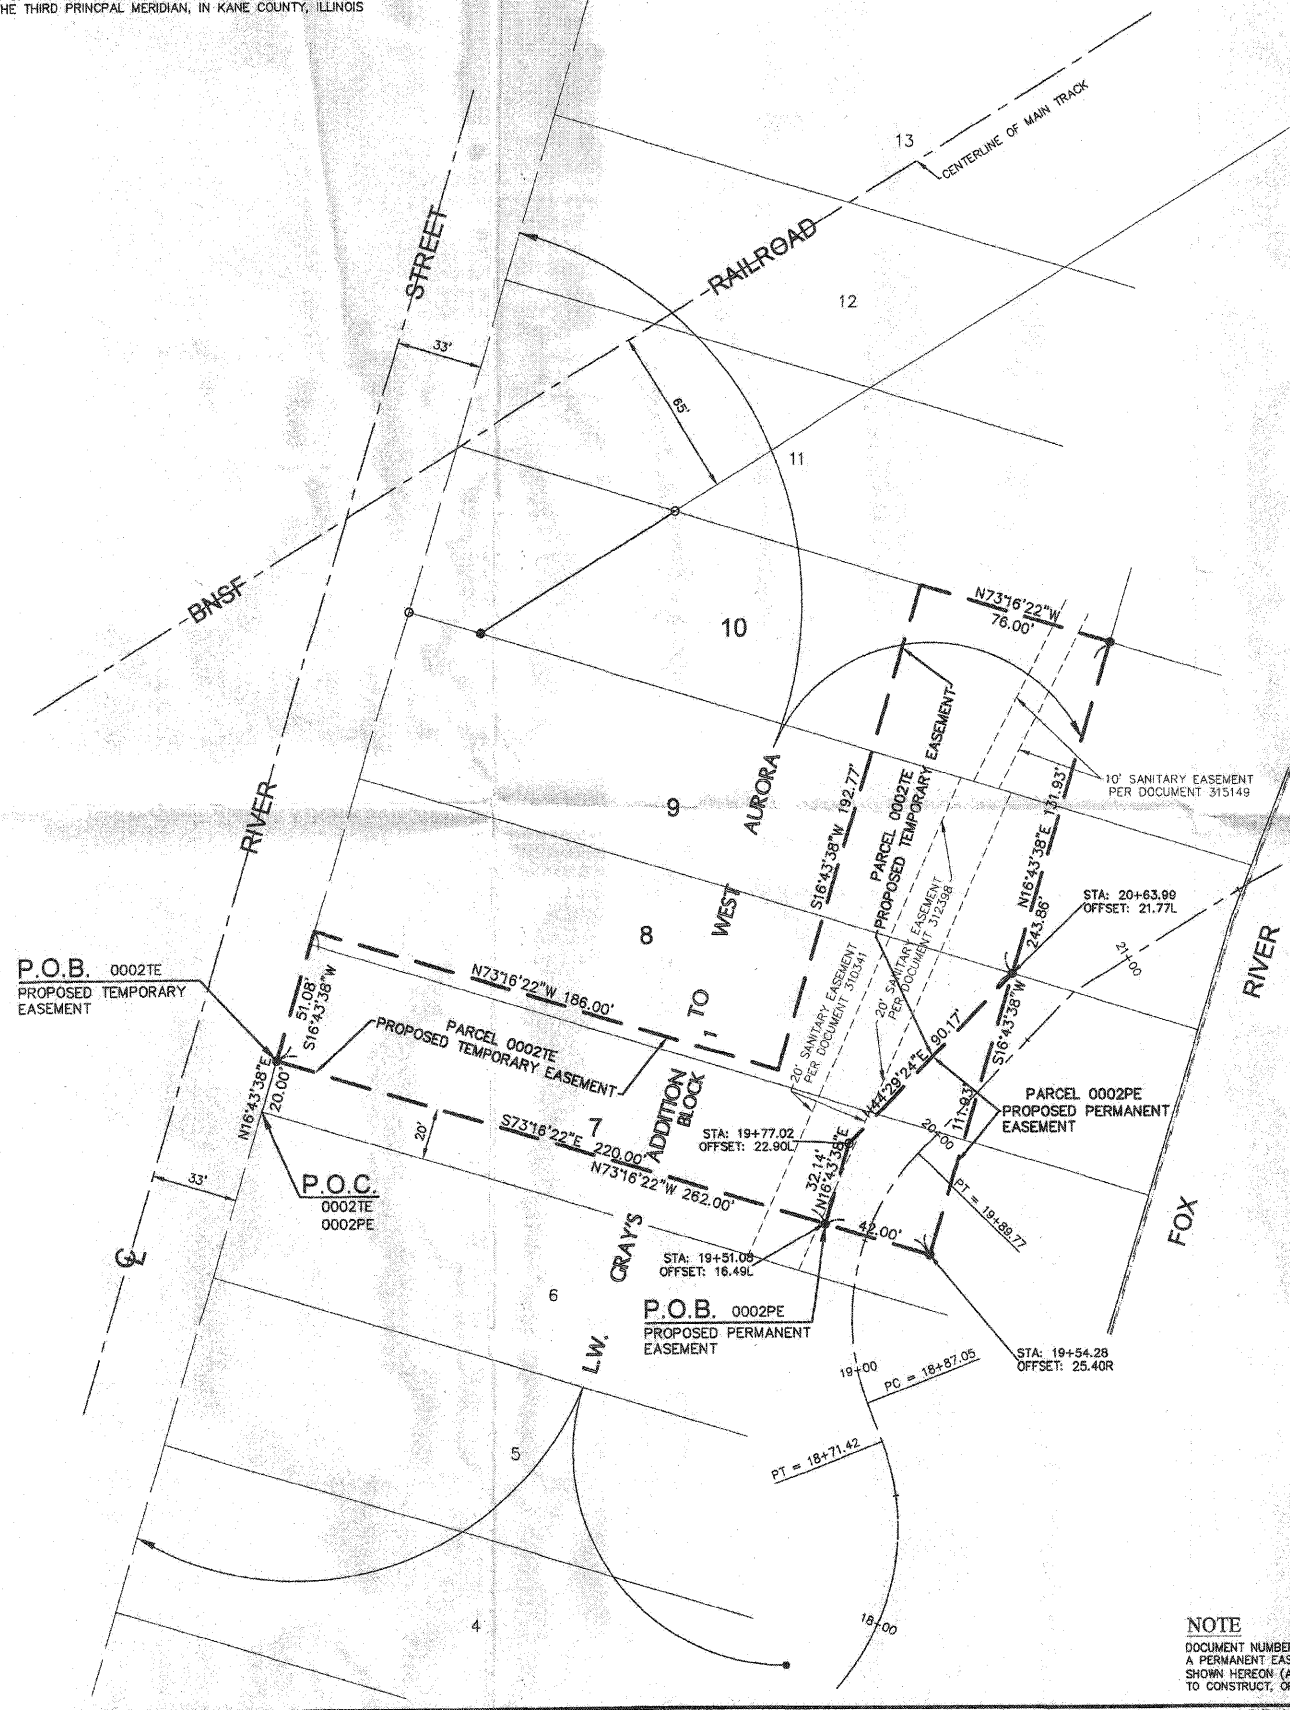 HE THIRD PRINCPAL MERIDIAN, IN KANE COUNTY, ILLINOIS
13
CENTERLINE OF MAIN TRACK
STREET
RAILROAD
12
33'
65'
11
BNSF
10
N73°16'22"W
76.00'
10' SANITARY EASEMENT
PER DOCUMENT 315149
RIVER
9
AURORA
S16°43'38"W 192.77'
PARCEL 0002TE
PROPOSED TEMPORARY EASEMENT
N16°43'38"E 131.93'
243.86'
STA: 20+63.99
OFFSET: 21.77L
20' SANITARY EASEMENT
PER DOCUMENT 312398
20' SANITARY EASEMENT
PER DOCUMENT 310341
8
WEST
TO
21+00
RIVER
P.O.B. 0002TE
PROPOSED TEMPORARY
EASEMENT
51.08'
S16°43'38"W
N73°16'22"W 186.00'
PARCEL 0002TE
PROPOSED TEMPORARY EASEMENT
1
BLOCK
ADDITION
N44°29'24"E 90.17'
S16°43'38"W
111.93'
PARCEL 0002PE
PROPOSED PERMANENT
EASEMENT
N16°43'38"E
20.00'
20'
S73°16'22"E
220.00'
7
N73°16'22"W 262.00'
STA: 19+77.02
OFFSET: 22.90L
32.14'
N16°43'38"E
20+00
PT = 19+89.77
33'
P.O.C.
0002TE
0002PE
42.00'
STA: 19+51.08
OFFSET: 16.49L
GRAY'S
FOX
CL
6
P.O.B. 0002PE
PROPOSED PERMANENT
EASEMENT
L.W.
STA: 19+54.28
OFFSET: 25.40R
19+00
PC = 18+87.05
5
PT = 18+71.42
4
18+00
NOTE
DOCUMENT NUMBE
A PERMANENT EAS
SHOWN HEREON (A
TO CONSTRUCT, O